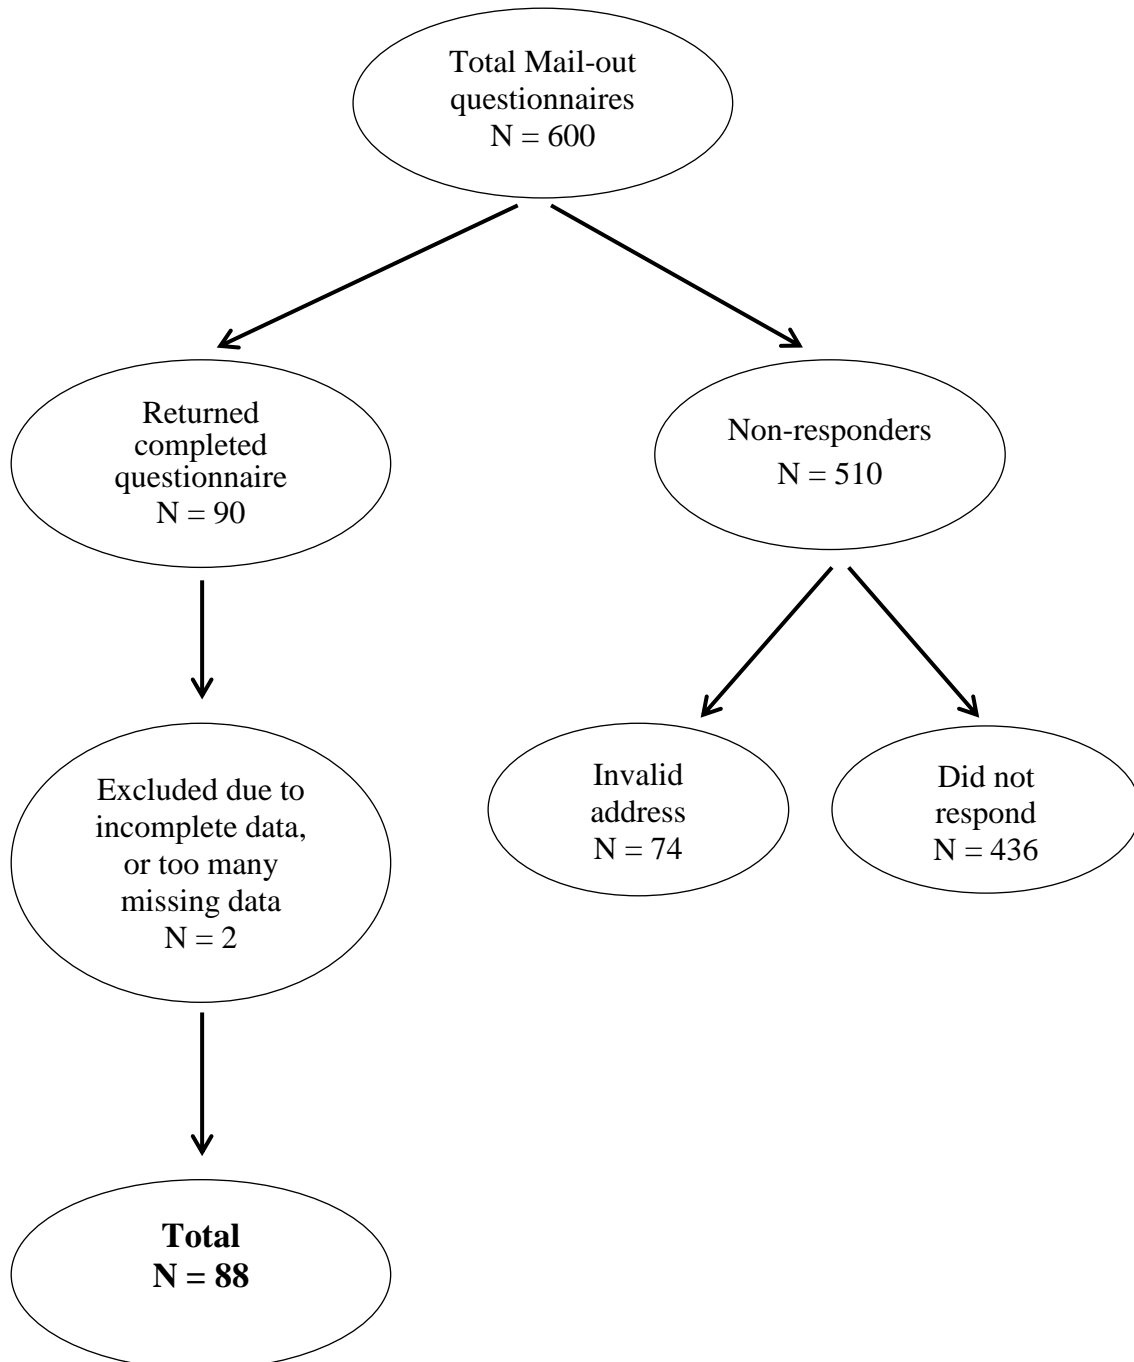 Total Mail-out
questionnaires
N = 600
Returned
completed
questionnaire
N = 90
Non-responders
N = 510
Excluded due to
incomplete data,
or too many
missing data
N = 2
Invalid
address
N = 74
Did not
respond
N = 436
Total
N = 88